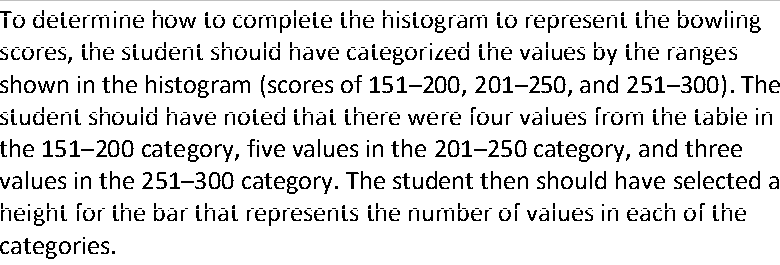 To determine how to complete the histogram to represent the bowling
scores, the student should have categorized the values by the ranges
shown in the histogram (scores of 151–200, 201–250, and 251–300). The
student should have noted that there were four values from the table in
the 151–200 category, five values in the 201–250 category, and three
values in the 251–300 category. The student then should have selected a
height for the bar that represents the number of values in each of the
categories.